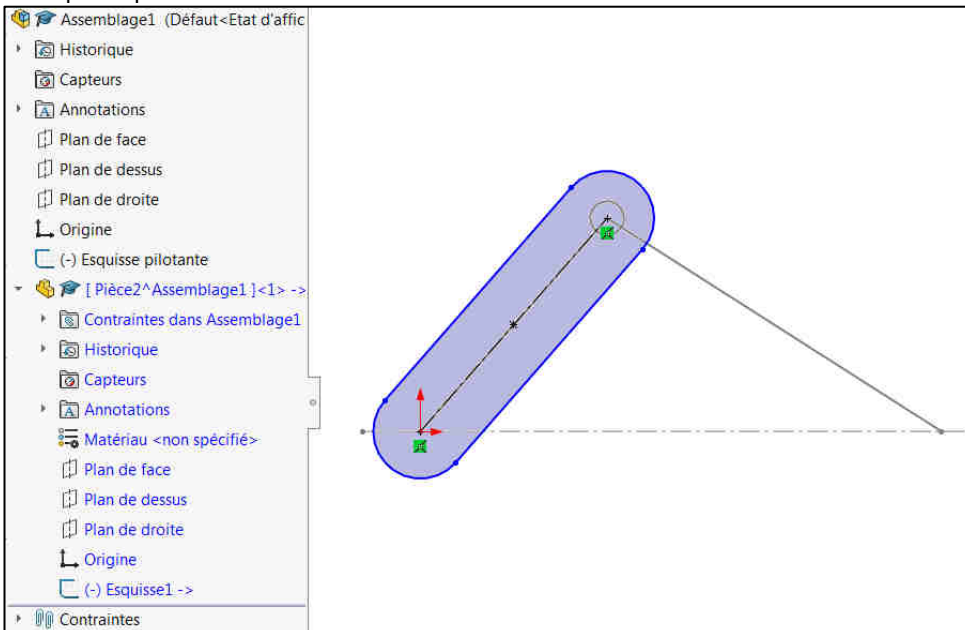 Assemblage1 (Défaut<Etat d'affic
Historique
Capteurs
Annotations
Plan de face
Plan de dessus
Plan de droite
Origine
(-) Esquisse pilotante
[ Pièce2^Assemblage1 ]<1> ->
Contraintes dans Assemblage1
Historique
Capteurs
Annotations
Matériau <non spécifié>
Plan de face
Plan de dessus
Plan de droite
Origine
(-) Esquisse1 ->
Contraintes